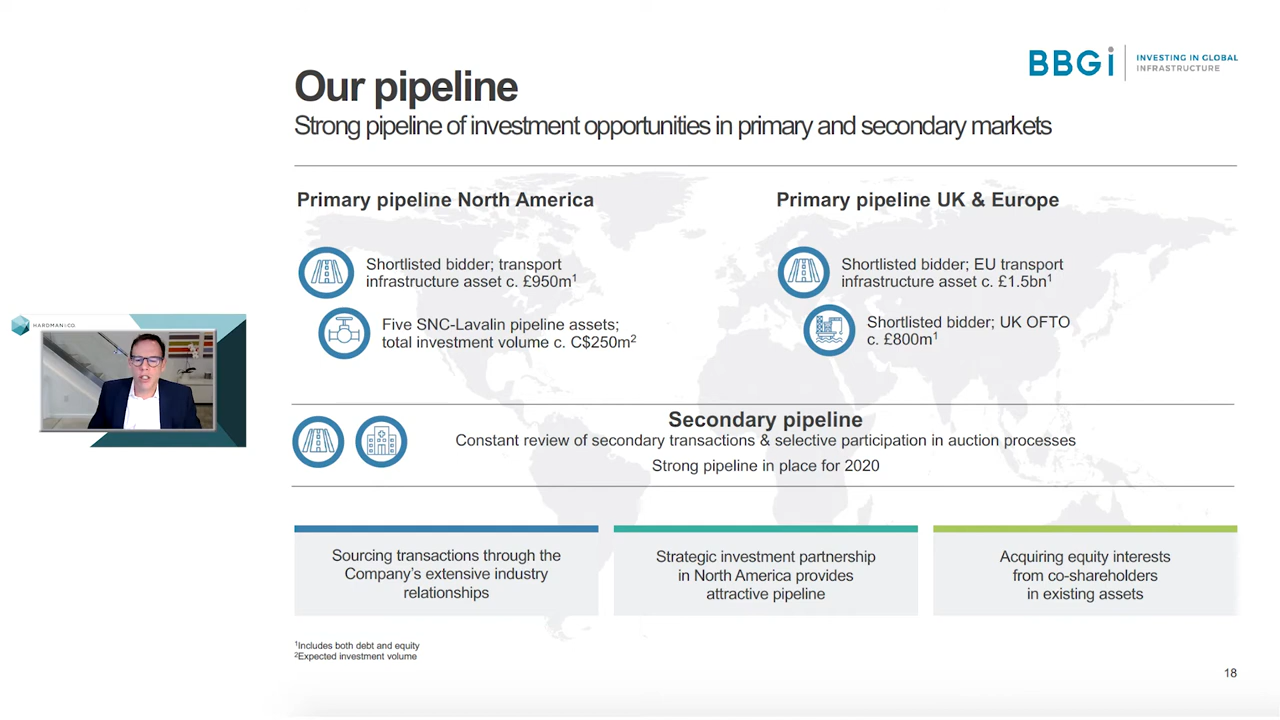 BBGi
INVESTING IN GLOBAL
INFRASTRUCTURE
Our pipeline
Strong pipeline of investment opportunities in primary and secondary markets
Primary pipeline North America
Shortlisted bidder; transport
infrastructure asset c. £950m¹
Five SNC-Lavalin pipeline assets;
total investment volume c. C$250m²
Primary pipeline UK & Europe
Shortlisted bidder; EU transport
infrastructure asset c. £1.5bn¹
Shortlisted bidder; UK OFTO
c. £800m¹
HARDMAN&CO.
Secondary pipeline
Constant review of secondary transactions & selective participation in auction processes
Strong pipeline in place for 2020
Sourcing transactions through the
Company's extensive industry
relationships
Strategic investment partnership
in North America provides
attractive pipeline
Acquiring equity interests
from co-shareholders
in existing assets
¹Includes both debt and equity
²Expected investment volume
18